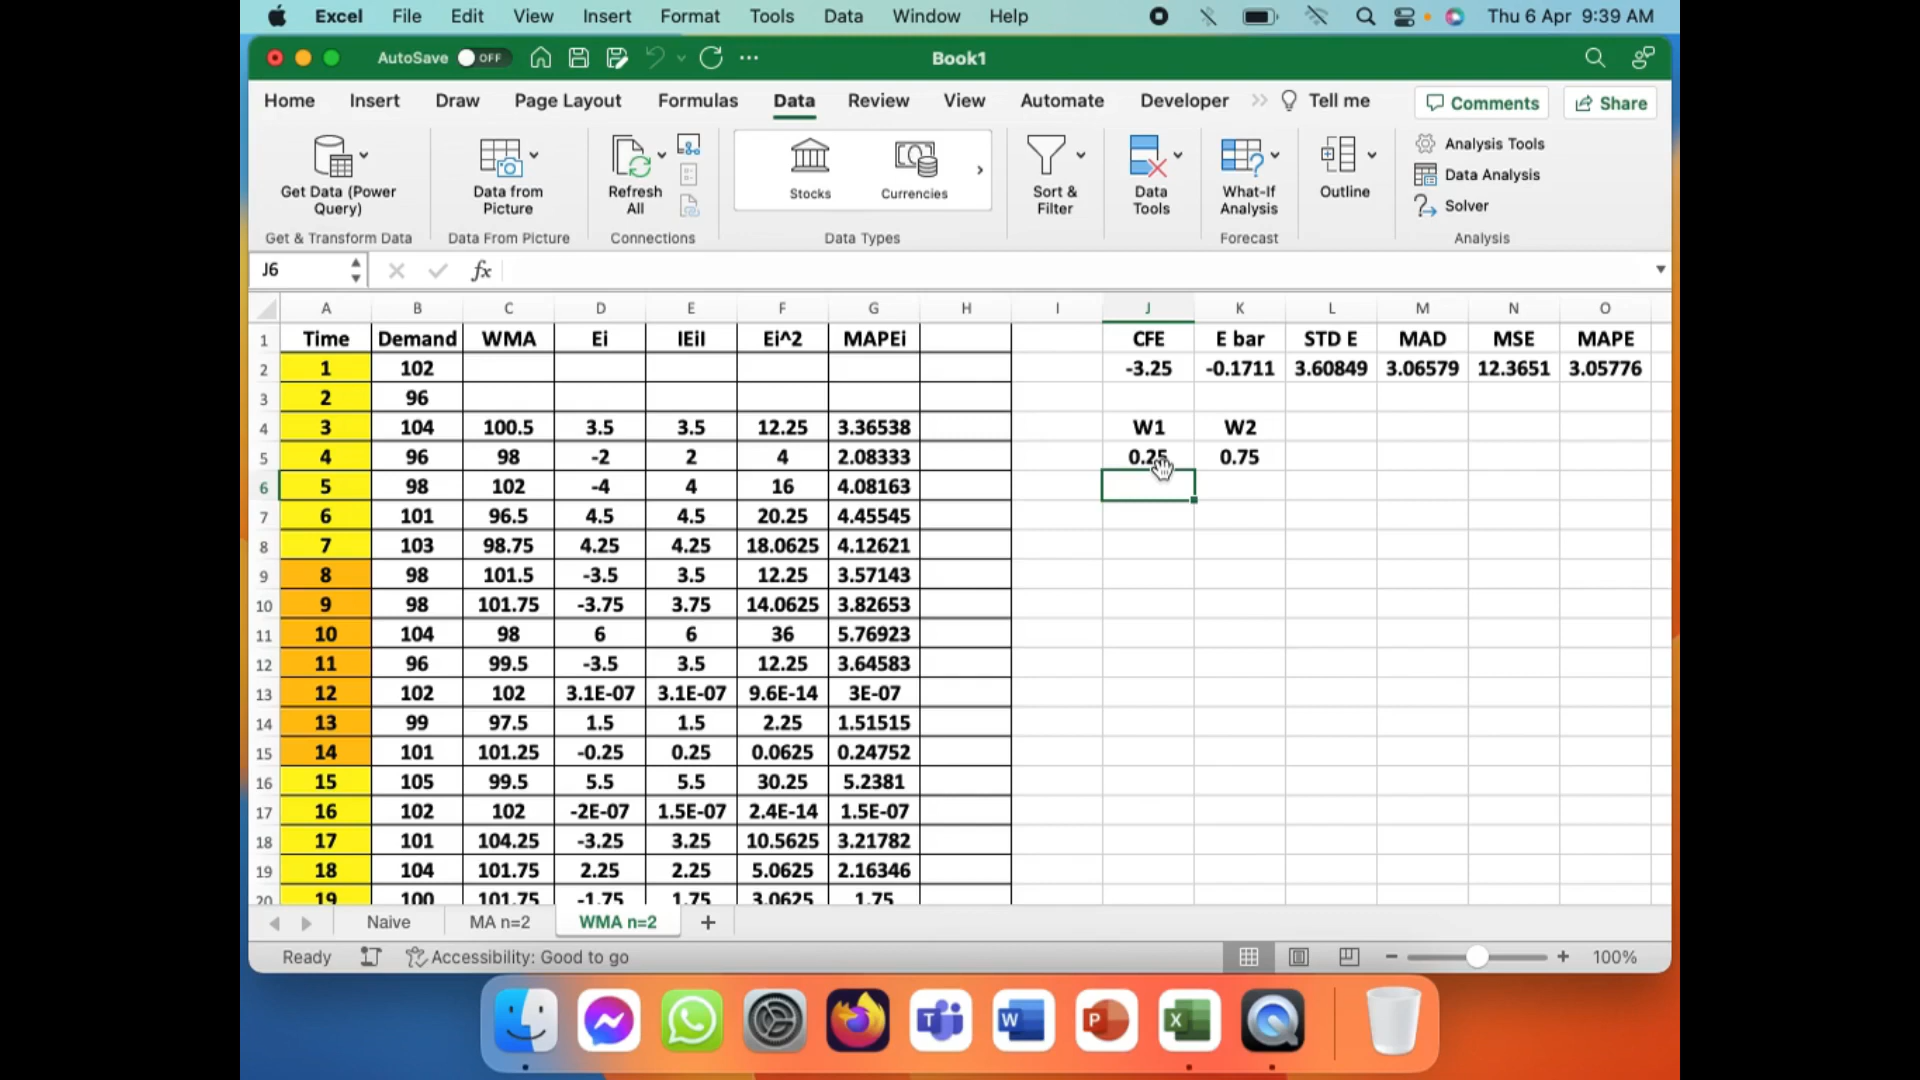 Excel File Edit View Insert Format Tools Data Window Help Thu 6 Apr 9:39 AM
AutoSave OFF Book1
Home Insert Draw Page Layout Formulas Data Review View Automate Developer Tell me Comments Share
Get Data (Power Query)
Data from Picture
Refresh All
Stocks
Currencies
Sort & Filter
Data Tools
What-If Analysis
Outline
Analysis Tools
Data Analysis
Solver
Get & Transform Data Data From Picture Connections Data Types Forecast Analysis
J6 fx
A B C D E F G H I J K L M N O
1 Time Demand WMA Ei IEiI Ei^2 MAPEi CFE E bar STD E MAD MSE MAPE
2 1 102 -3.25 -0.1711 3.60849 3.06579 12.3651 3.05776
3 2 96
4 3 104 100.5 3.5 3.5 12.25 3.36538 W1 W2
5 4 96 98 -2 2 4 2.08333 0.25 0.75
6 5 98 102 -4 4 16 4.08163
7 6 101 96.5 4.5 4.5 20.25 4.45545
8 7 103 98.75 4.25 4.25 18.0625 4.12621
9 8 98 101.5 -3.5 3.5 12.25 3.57143
10 9 98 101.75 -3.75 3.75 14.0625 3.82653
11 10 104 98 6 6 36 5.76923
12 11 96 99.5 -3.5 3.5 12.25 3.64583
13 12 102 102 3.1E-07 3.1E-07 9.6E-14 3E-07
14 13 99 97.5 1.5 1.5 2.25 1.51515
15 14 101 101.25 -0.25 0.25 0.0625 0.24752
16 15 105 99.5 5.5 5.5 30.25 5.2381
17 16 102 102 -2E-07 1.5E-07 2.4E-14 1.5E-07
18 17 101 104.25 -3.25 3.25 10.5625 3.21782
19 18 104 101.75 2.25 2.25 5.0625 2.16346
20 19 100 101.75 -1.75 1.75 3.0625 1.75
Naive MA n=2 WMA n=2
Ready Accessibility: Good to go 100%
T W P X